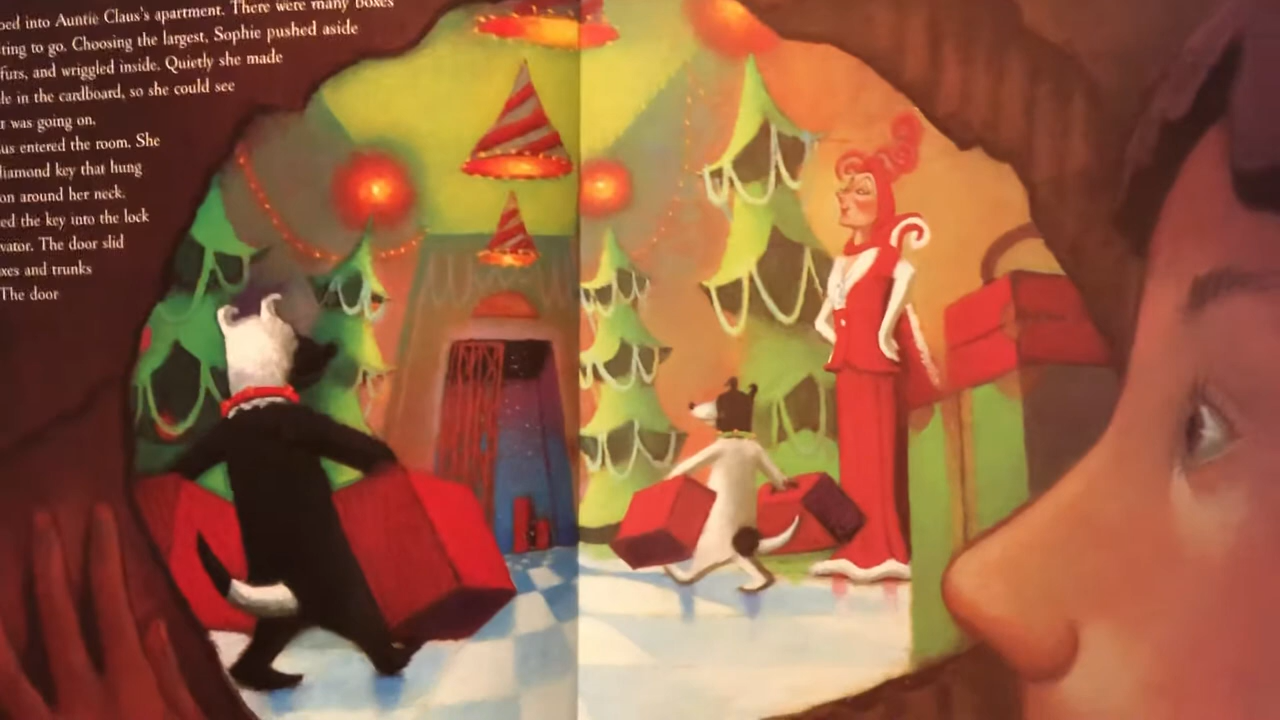 ped into Auntie Claus's apartment. There were many boxes
ting to go. Choosing the largest, Sophie pushed aside
furs, and wriggled inside. Quietly she made
le in the cardboard, so she could see
r was going on.
us entered the room. She
diamond key that hung
on around her neck.
ed the key into the lock
vator. The door slid
xes and trunks
The door